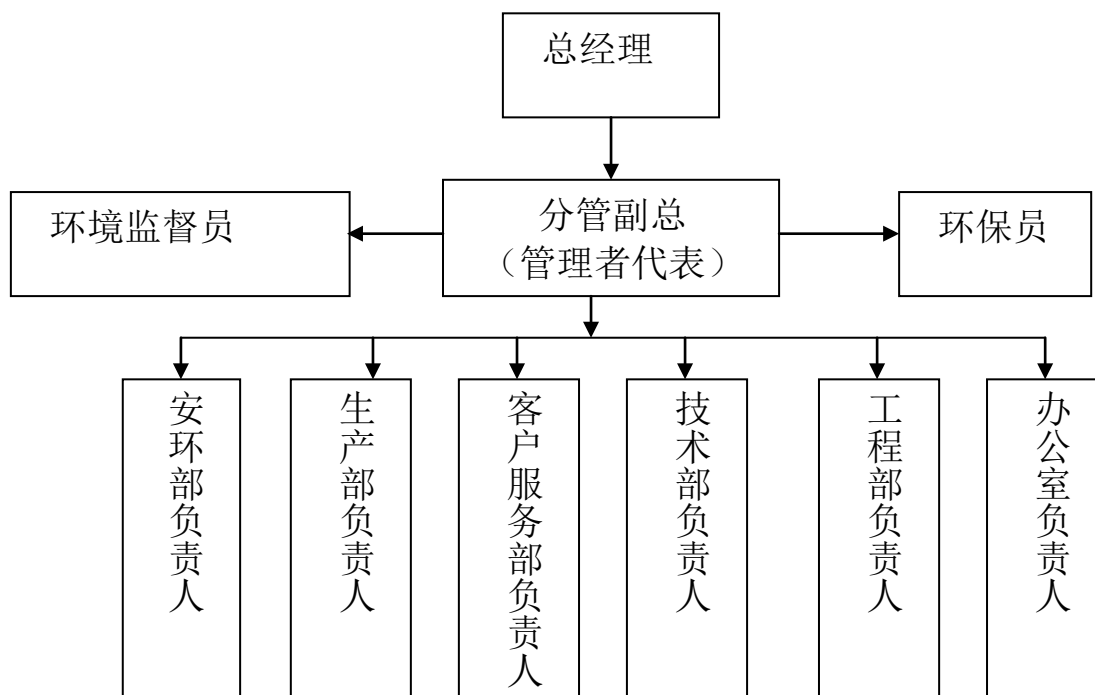 总经理
环境监督员
分管副总
（管理者代表）
环保员
安环部负责人
生产部负责人
客户服务部负责人
技术部负责人
工程部负责人
办公室负责人